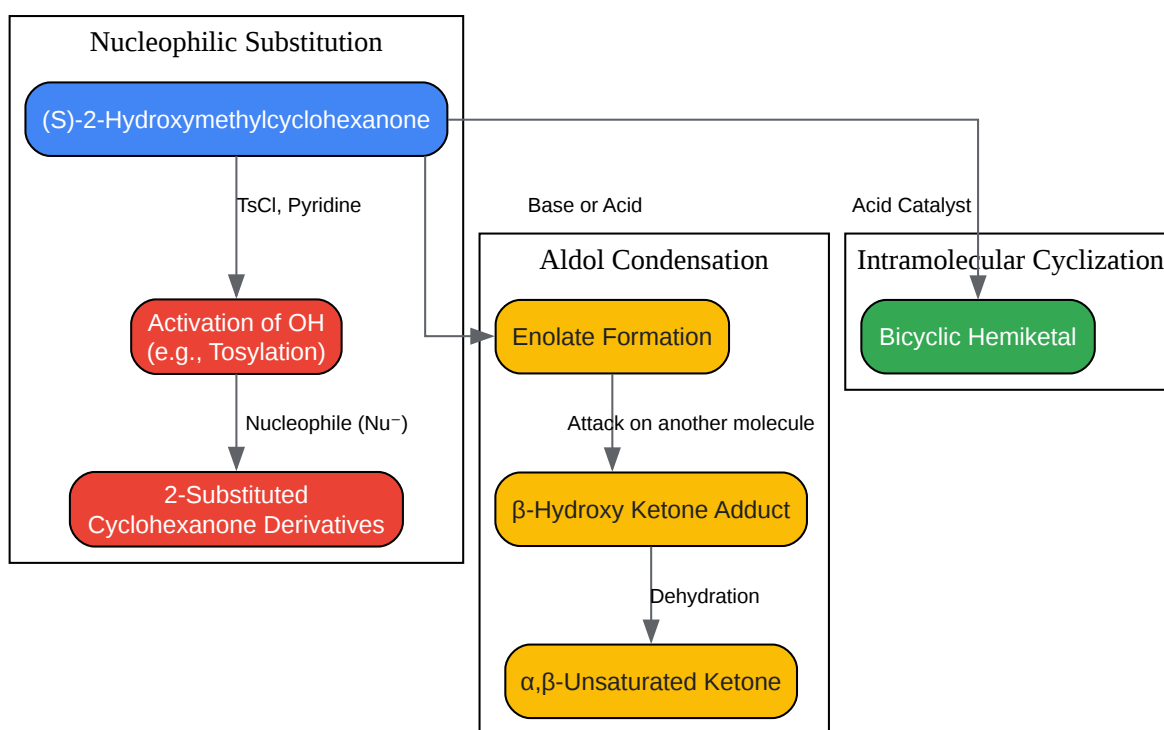 Nucleophilic Substitution
(S)-2-Hydroxymethylcyclohexanone
TsCl, Pyridine
Activation of OH
(e.g., Tosylation)
Nucleophile (Nu⁻)
2-Substituted
Cyclohexanone Derivatives
Base or Acid
Aldol Condensation
Enolate Formation
Attack on another molecule
β-Hydroxy Ketone Adduct
Dehydration
α,β-Unsaturated Ketone
Acid Catalyst
Intramolecular Cyclization
Bicyclic Hemiketal